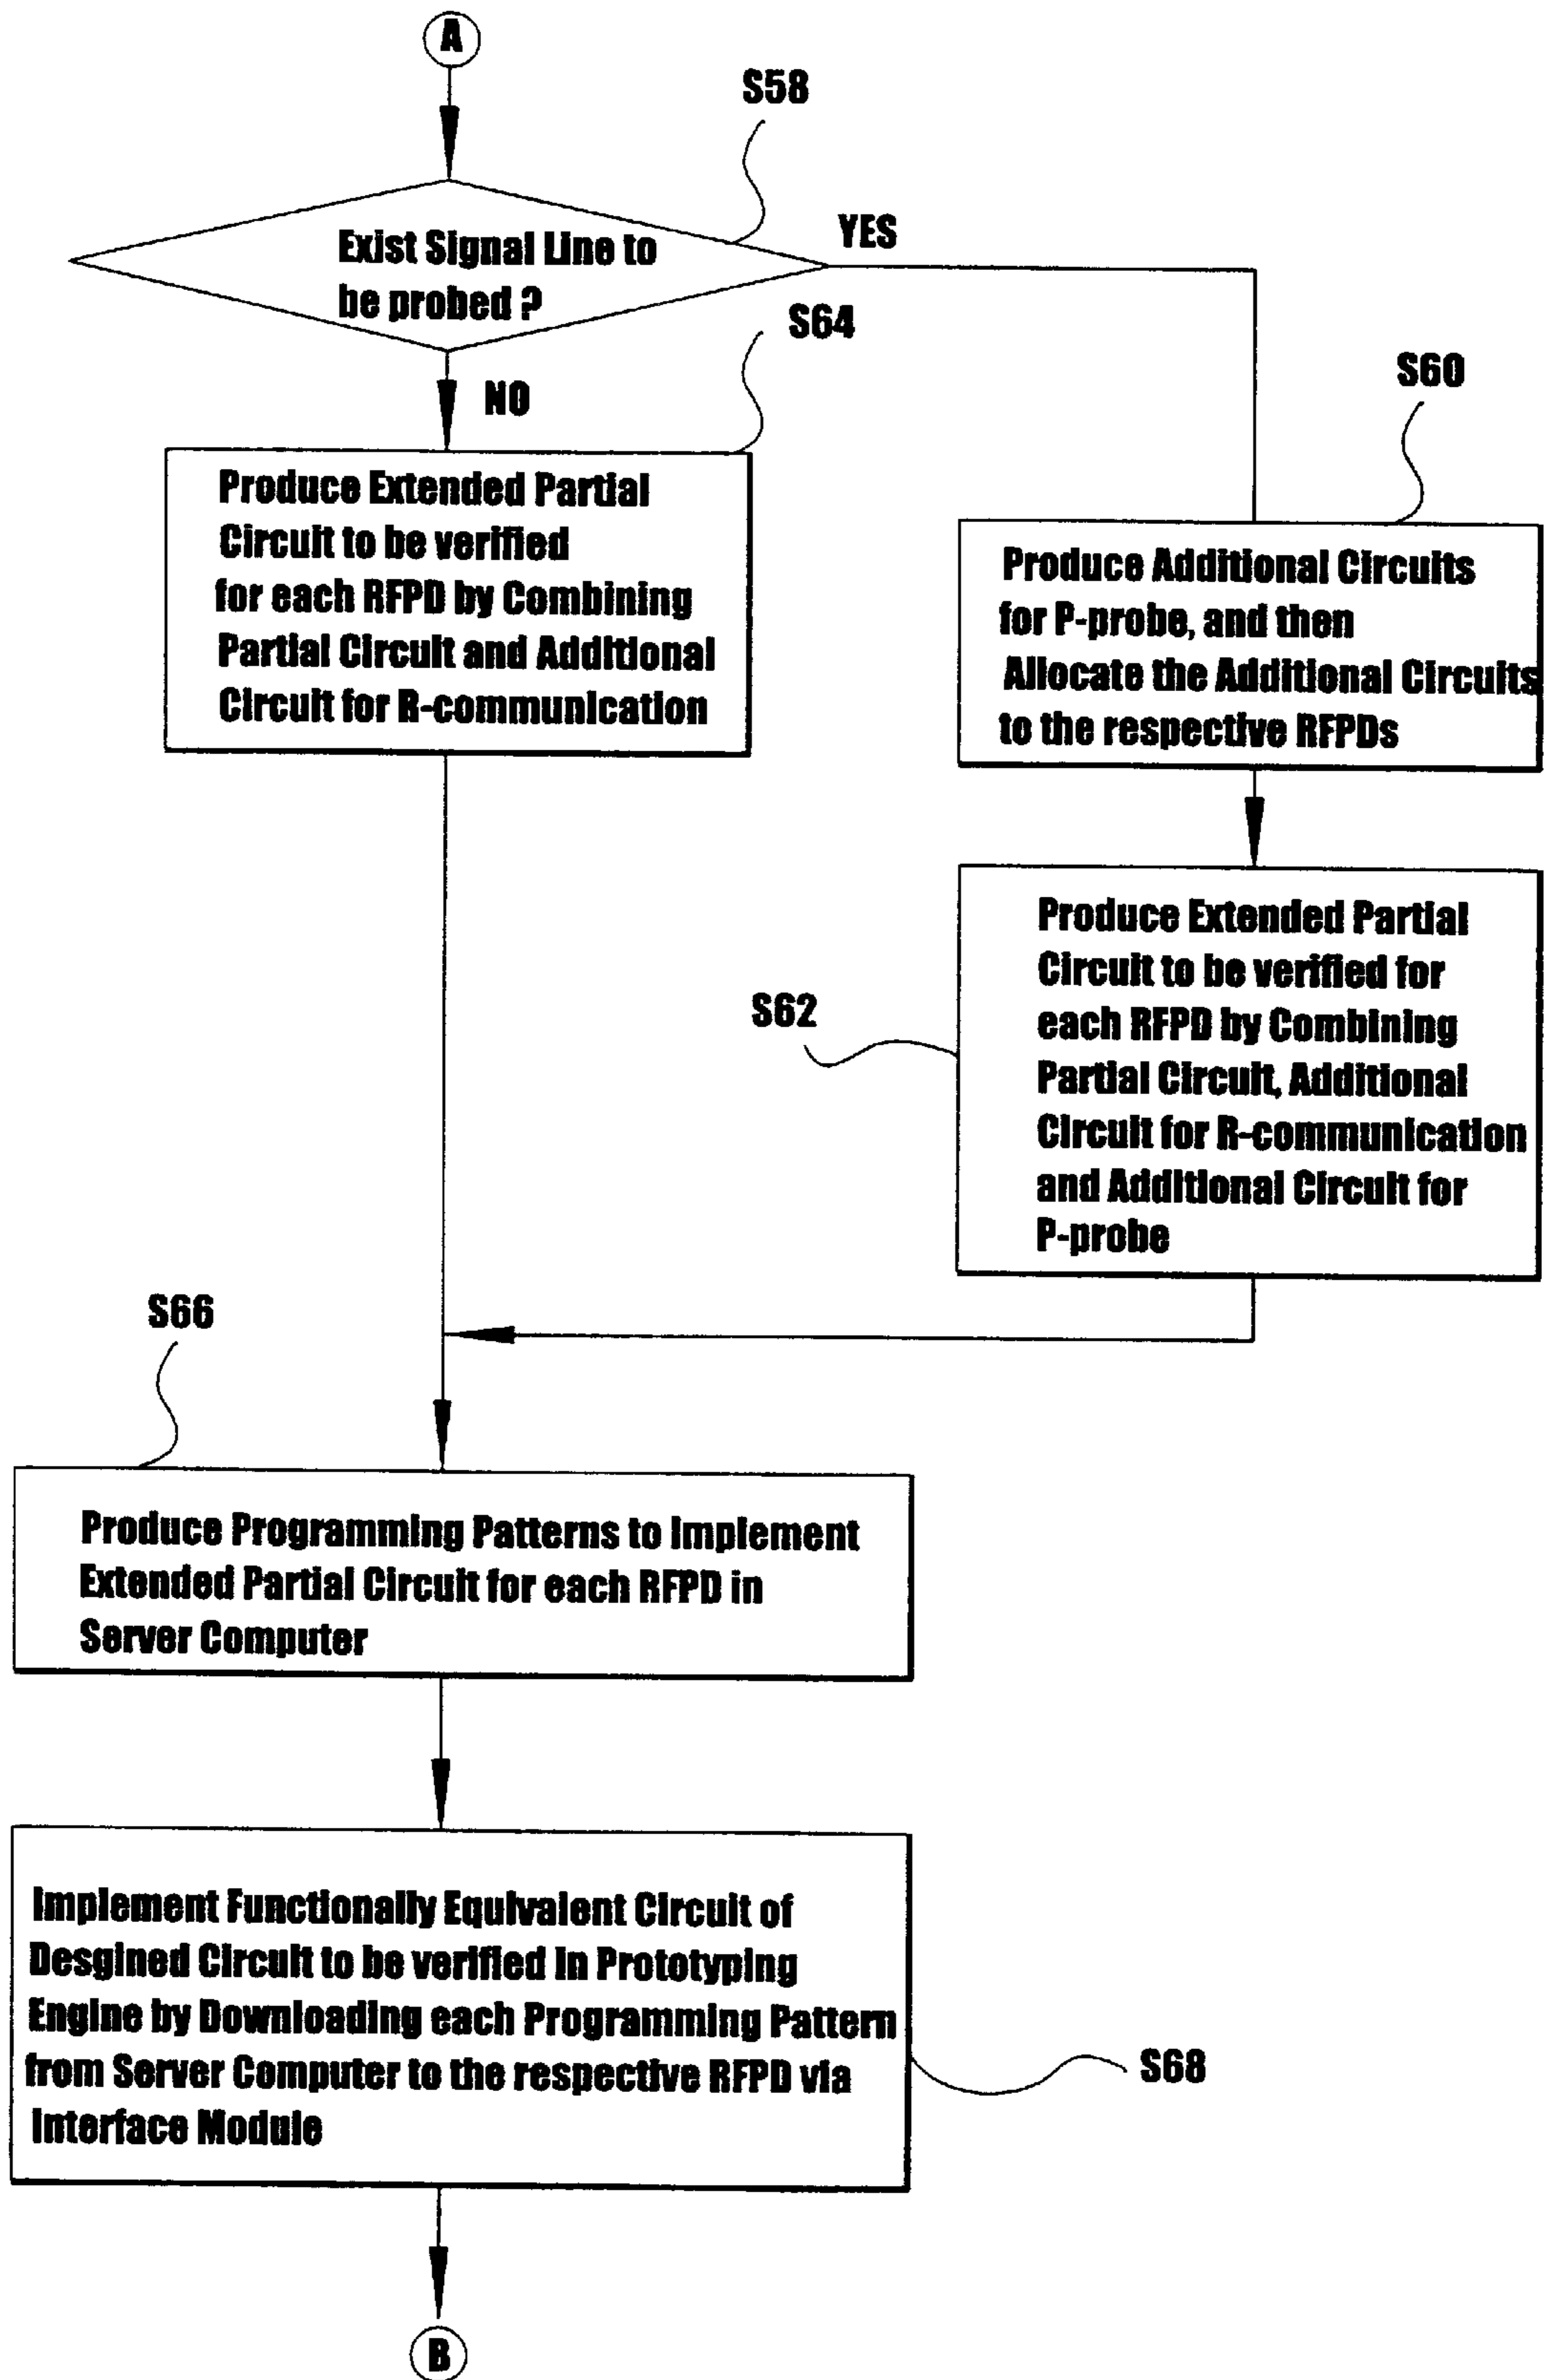 A
S58
Exist Signal Line to
be probed ?
YES
NO
S64
Produce Extended Partial
Circuit to be verified
for each RFPD by Combining
Partial Circuit and Additional
Circuit for R-communication
S60
Produce Additional Circuits
for P-probe, and then
Allocate the Additional Circuits
to the respective RFPDs
S62
Produce Extended Partial
Circuit to be verified for
each RFPD by Combining
Partial Circuit, Additional
Circuit for R-communication
and Additional Circuit for
P-probe
S66
Produce Programming Patterns to Implement
Extended Partial Circuit for each RFPD in
Server Computer
Implement Functionally Equivalent Circuit of
Desgined Circuit to be verified in Prototyping
Engine by Downloading each Programming Pattern
from Server Computer to the respective RFPD via
Interface Module
S68
B